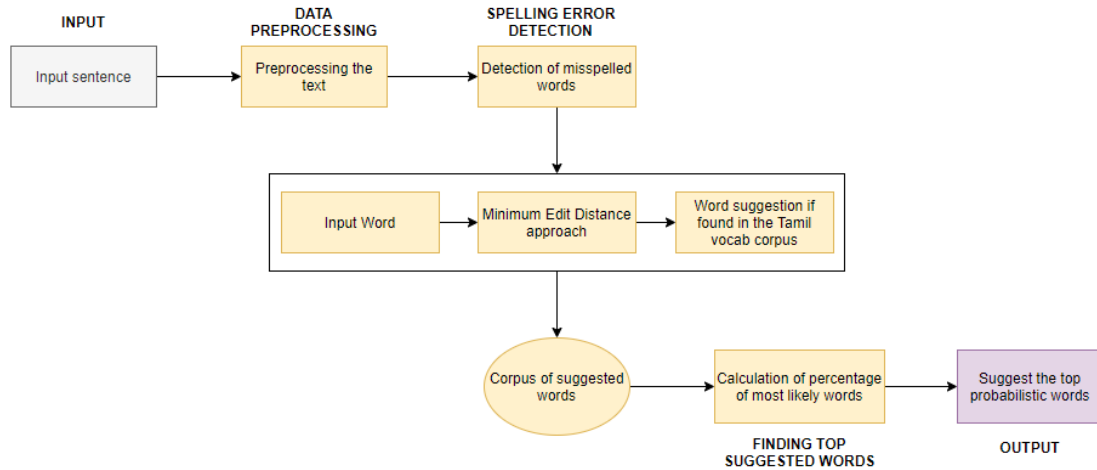 INPUT
DATA
PREPROCESSING
SPELLING ERROR
DETECTION
Input sentence
Preprocessing the
text
Detection of misspelled
words
Input Word
Minimum Edit Distance
approach
Word suggestion if
found in the Tamil
vocab corpus
Corpus of suggested
words
Calculation of percentage
of most likely words
Suggest the top
probabilistic words
FINDING TOP
SUGGESTED WORDS
OUTPUT